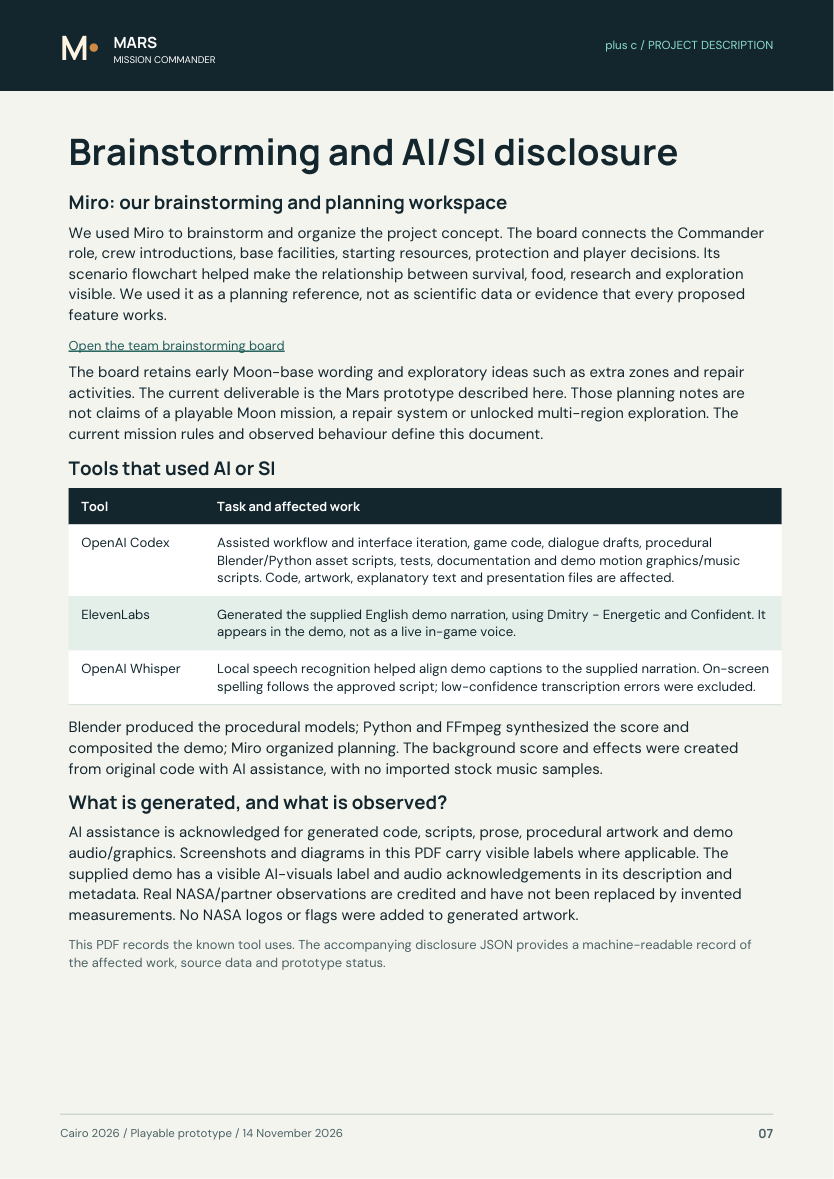 M
MARS
MISSION COMMANDER
plus c / PROJECT DESCRIPTION
Brainstorming and AI/SI disclosure
Miro: our brainstorming and planning workspace
We used Miro to brainstorm and organize the project concept. The board connects the Commander
role, crew introductions, base facilities, starting resources, protection and player decisions. Its
scenario flowchart helped make the relationship between survival, food, research and exploration
visible. We used it as a planning reference, not as scientific data or evidence that every proposed
feature works.
Open the team brainstorming board
The board retains early Moon-base wording and exploratory ideas such as extra zones and repair
activities. The current deliverable is the Mars prototype described here. Those planning notes are
not claims of a playable Moon mission, a repair system or unlocked multi-region exploration. The
current mission rules and observed behaviour define this document.
Tools that used AI or SI
Tool Task and affected work
OpenAI Codex Assisted workflow and interface iteration, game code, dialogue drafts, procedural
Blender/Python asset scripts, tests, documentation and demo motion graphics/music
scripts. Code, artwork, explanatory text and presentation files are affected.
ElevenLabs Generated the supplied English demo narration, using Dmitry - Energetic and Confident. It
appears in the demo, not as a live in-game voice.
OpenAI Whisper Local speech recognition helped align demo captions to the supplied narration. On-screen
spelling follows the approved script; low-confidence transcription errors were excluded.
Blender produced the procedural models; Python and FFmpeg synthesized the score and
composited the demo; Miro organized planning. The background score and effects were created
from original code with AI assistance, with no imported stock music samples.
What is generated, and what is observed?
AI assistance is acknowledged for generated code, scripts, prose, procedural artwork and demo
audio/graphics. Screenshots and diagrams in this PDF carry visible labels where applicable. The
supplied demo has a visible AI-visuals label and audio acknowledgements in its description and
metadata. Real NASA/partner observations are credited and have not been replaced by invented
measurements. No NASA logos or flags were added to generated artwork.
This PDF records the known tool uses. The accompanying disclosure JSON provides a machine-readable record of
the affected work, source data and prototype status.
Cairo 2026 / Playable prototype / 14 November 2026
07